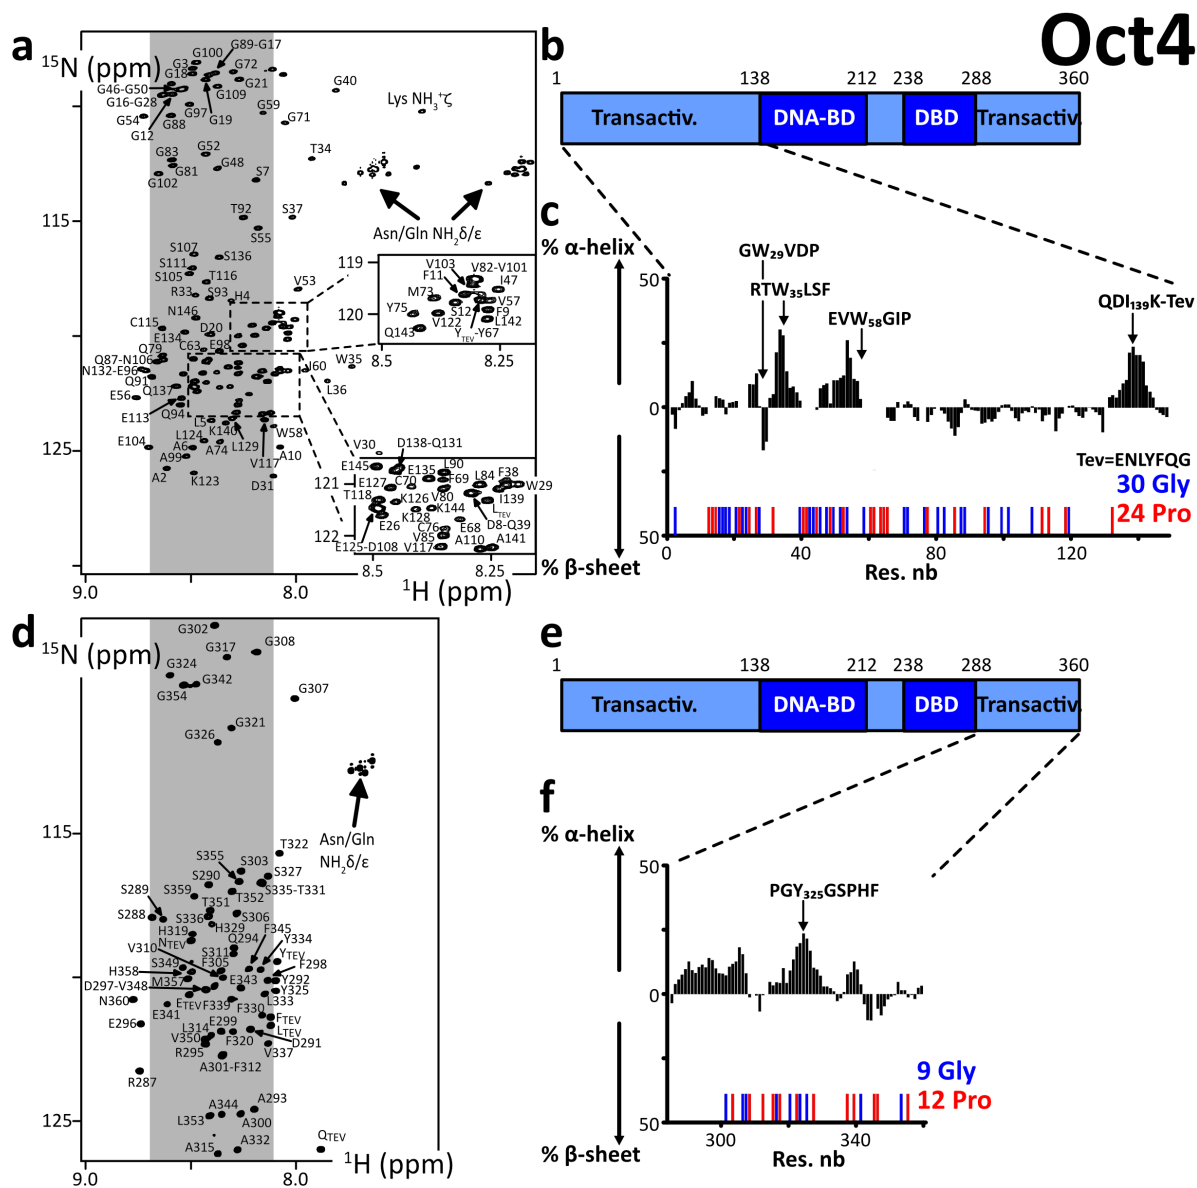 Oct4
a
15N (ppm)
G100
G89-G17
G3
G18
G72
G21
G40
G46-G50
G16-G28
G109
G97
G19
G59
G54
G12
G88
G71
Lys NH3+ζ
G83
G52
G81
G48
T34
G102
S7
T92
S37
S55
Asn/Gln NH2δ/ε
115
S107
S136
S111
S105
T116
R33
S93
H4
V53
N146
C115
D20
E134
C63
E98
Q79
Q87-N106
N132-E96
Q91
Q137
I60
W35
L36
E56
E113
Q94
L5
K140
W58
E104
L124
A6
A74
L129
A10
A99
V117
A2
K123
D31
125
119
V103
V82-V101
F11
I47
M73
V57
Y75
S12
F9
120
V122
L142
Q143
YTEV-Y67
8.5
8.25
V30
D138-Q131
E145
E135
L90
121
E127
C70
F69
L84
F38
W29
T118
K126
V80
I139
K144
LTEV
K128
D8-Q39
E26
C76
E68
122
V85
A110
A141
E125-D108
V117
8.5
8.25
9.0
8.0
1H (ppm)
b
1
138
212
238
288
360
Transactiv.
DNA-BD
DBD
c
% α-helix
GW29VDP
RTW35LSF
EVW58GIP
QDI139K-Tev
50
0
Tev=ENLYFQG
30 Gly
24 Pro
50
% β-sheet
0
40
80
120
Res. nb
d
15N (ppm)
G302
G308
G317
G324
G342
G354
G307
G321
G326
Asn/Gln
NH2δ/ε
115
T322
S355
S303
S290
S327
S289
S359
S335-T331
T352
T351
S288
S336
S306
H329
F345
H319
Y334
NTEV
Q294
V310
S311
YTEV
S349
F305
F298
H358
M357
E343
Y292
D297-V348
Y325
N360
ETEV
F339
L333
E341
F330
FTEV
E296
L314
E299
LTEV
V350
F320
D291
R295
V337
A301-F312
R287
A344
A293
L353
A300
125
A315
A332
QTEV
9.0
8.0
1H (ppm)
e
1
138
212
238
288
360
Transactiv.
DNA-BD
DBD
Transactiv.
f
% α-helix
50
PGY325GSPHF
0
9 Gly
12 Pro
50
% β-sheet
300
340
Res. nb